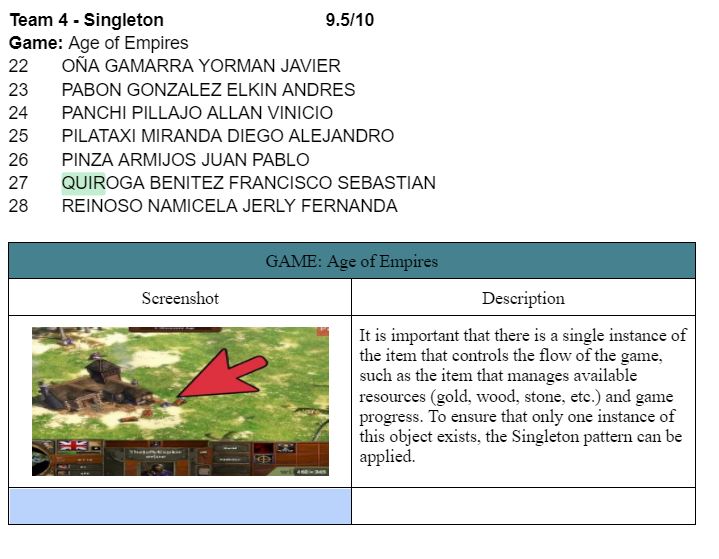 Team 4 - Singleton 9.5/10
Game: Age of Empires
22 OÑA GAMARRA YORMAN JAVIER
23 PABON GONZALEZ ELKIN ANDRES
24 PANCHI PILLAJO ALLAN VINICIO
25 PILATAXI MIRANDA DIEGO ALEJANDRO
26 PINZA ARMIJOS JUAN PABLO
27 QUIROGA BENITEZ FRANCISCO SEBASTIAN
28 REINOSO NAMICELA JERLY FERNANDA
GAME: Age of Empires
Screenshot Description
It is important that there is a single instance of
the item that controls the flow of the game,
such as the item that manages available
resources (gold, wood, stone, etc.) and game
progress. To ensure that only one instance of
this object exists, the Singleton pattern can be
applied.